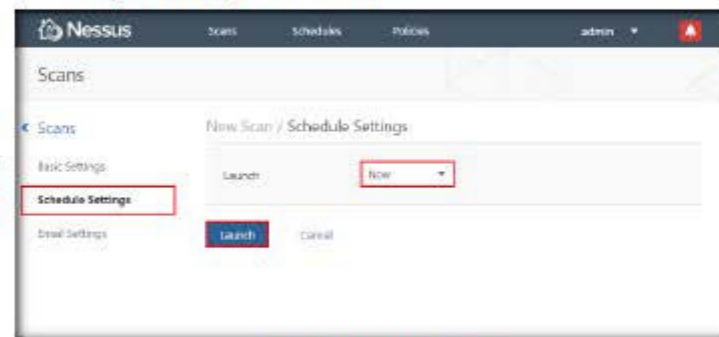 Nessus Scans Schedules Policies admin
Scans
Scans New Scan / Schedule Settings
Basic Settings Launch Now
Schedule Settings
Email Settings Launch Cancel